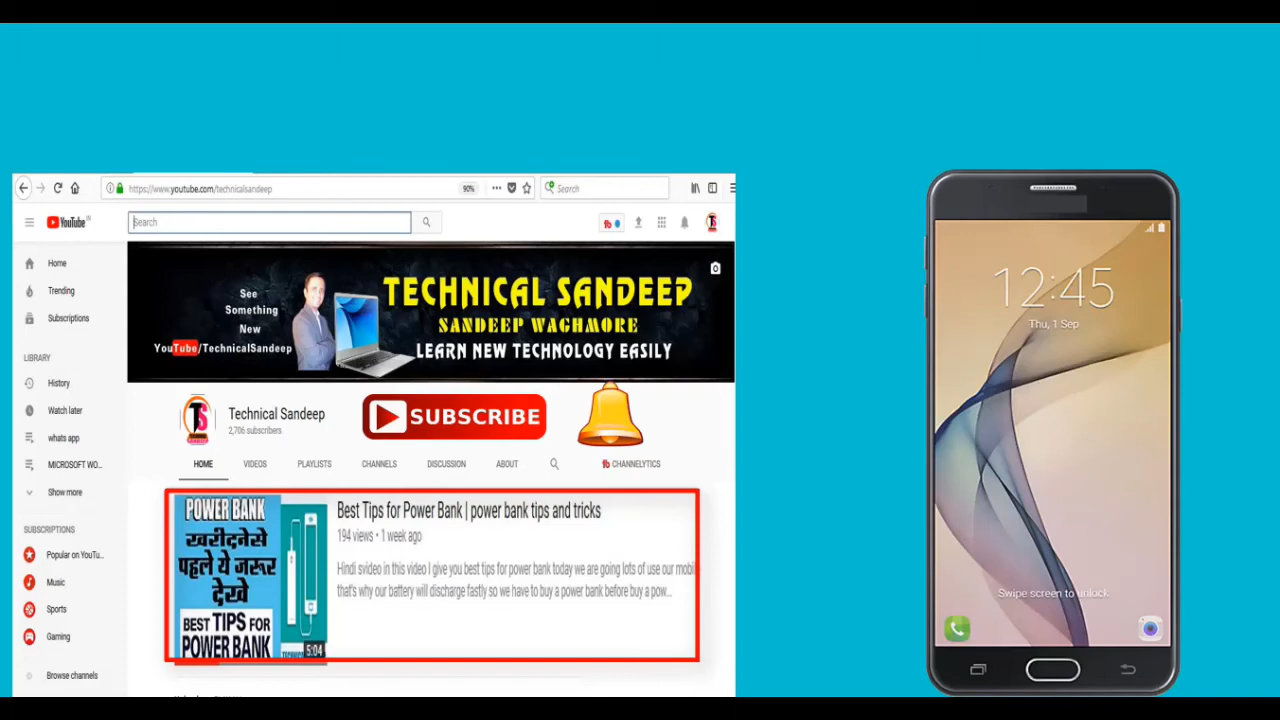 https://www.youtube.com/technicalsandeep
90%
Search
YouTube
IN
Search
Home
Trending
Subscriptions
LIBRARY
History
Watch later
whats app
MICROSOFT WO...
Show more
SUBSCRIPTIONS
Popular on YouTu...
Music
Sports
Gaming
Browse channels
See
Something
New
YouTube/TechnicalSandeep
TECHNICAL SANDEEP
SANDEEP WAGHMORE
LEARN NEW TECHNOLOGY EASILY
TS
Technical Sandeep
2,706 subscribers
SUBSCRIBE
HOME VIDEOS PLAYLISTS CHANNELS DISCUSSION ABOUT CHANNELYTICS
POWER BANK
खरीदनेसे
पहले ये जरूर
देखे
BEST TIPS FOR
POWER BANK
5:04
Best Tips for Power Bank | power bank tips and tricks
194 views • 1 week ago
Hindi svideo in this video I give you best tips for power bank today we are going lots of use our mobil
that's why our battery will discharge fastly so we have to buy a power bank before buy a pow...
12:45
Thu, 1 Sep
Swipe screen to unlock